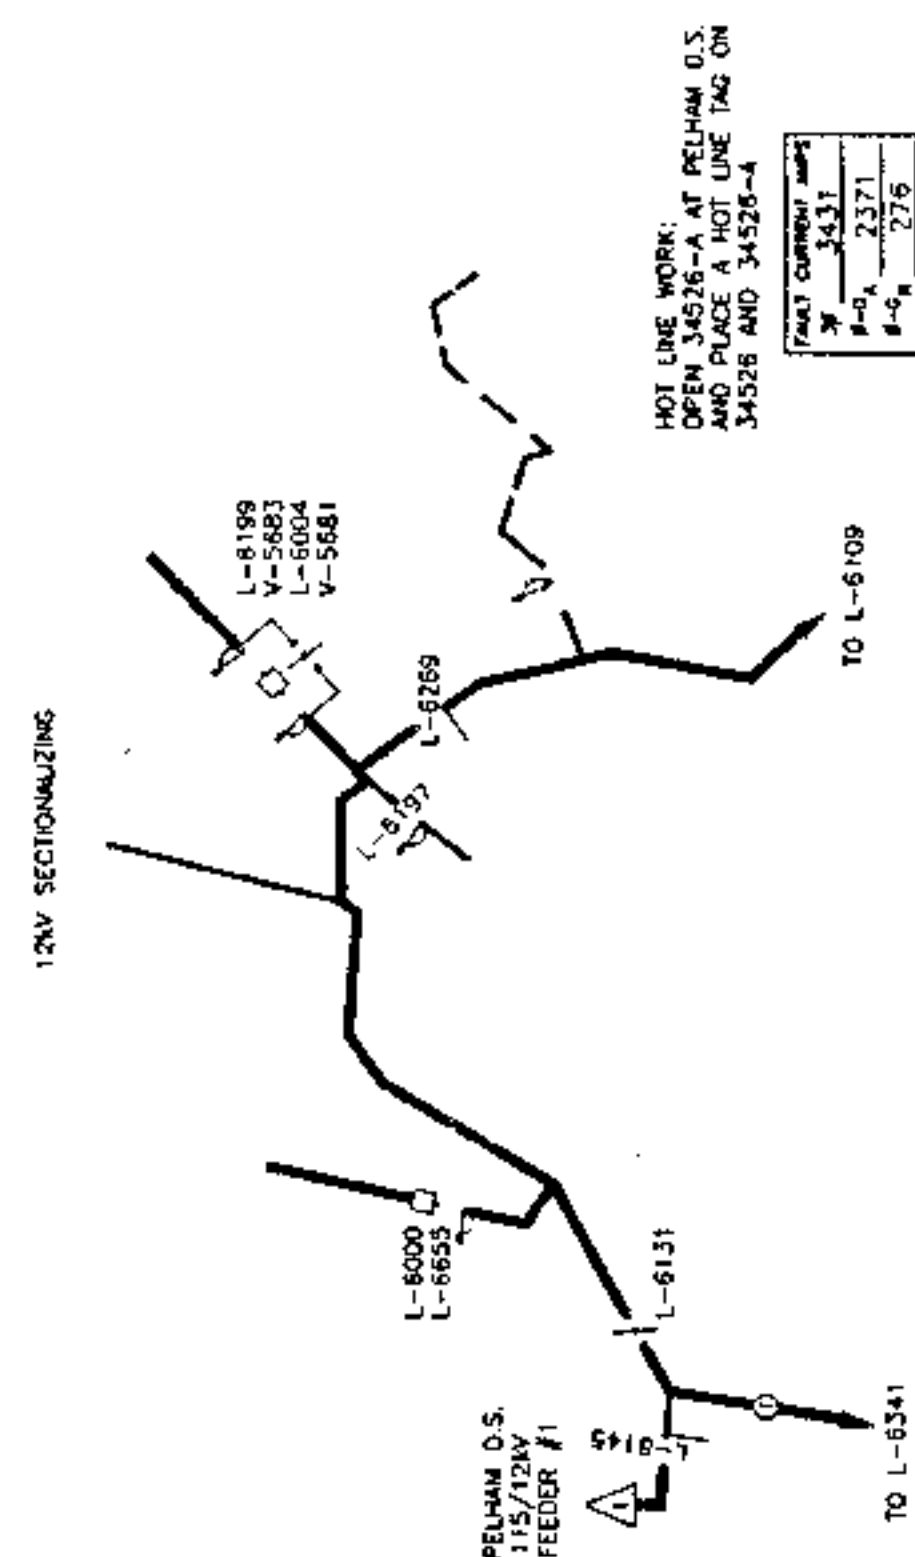 12kV SECTIONALIZING
L-8199
V-5683
L-6004
V-5681
L-6269
L-8197
L-6000
L-6655
L-6131
PELHAM D.S.
115/12kV
FEEDER #1
TO L-6341
TO L-6109
HOT LINE WORK:
OPEN 34526-A AT PELHAM D.S.
AND PLACE A HOT LINE TAG ON
34526 AND 34526-A
FAULT CURRENT AMPS
3431
2371
276